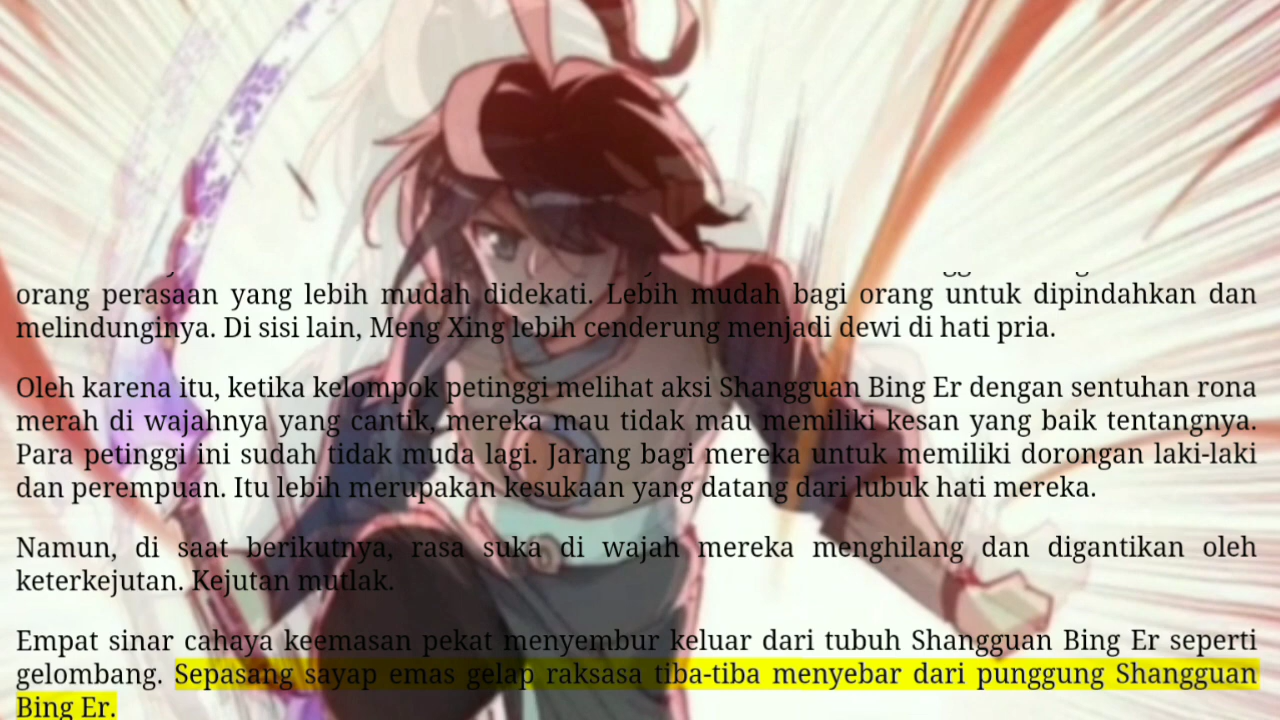 orang perasaan yang lebih mudah didekati. Lebih mudah bagi orang untuk dipindahkan dan
melindunginya. Di sisi lain, Meng Xing lebih cenderung menjadi dewi di hati pria.
Oleh karena itu, ketika kelompok petinggi melihat aksi Shangguan Bing Er dengan sentuhan rona
merah di wajahnya yang cantik, mereka mau tidak mau memiliki kesan yang baik tentangnya.
Para petinggi ini sudah tidak muda lagi. Jarang bagi mereka untuk memiliki dorongan laki-laki
dan perempuan. Itu lebih merupakan kesukaan yang datang dari lubuk hati mereka.
Namun, di saat berikutnya, rasa suka di wajah mereka menghilang dan digantikan oleh
keterkejutan. Kejutan mutlak.
Empat sinar cahaya keemasan pekat menyembur keluar dari tubuh Shangguan Bing Er seperti
gelombang. Sepasang sayap emas gelap raksasa tiba-tiba menyebar dari punggung Shangguan
Bing Er.